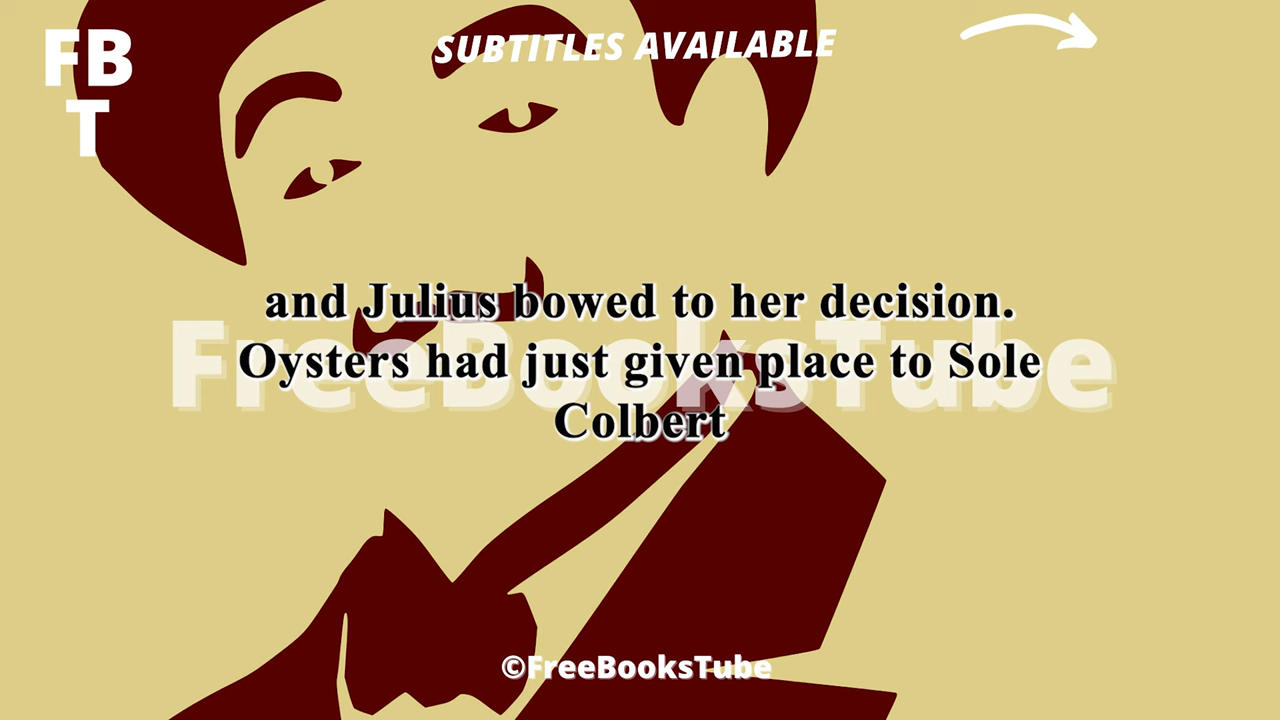 FB
T
SUBTITLES AVAILABLE
and Julius bowed to her decision.
Oysters had just given place to Sole
Colbert
FreeBooksTube
©FreeBooksTube